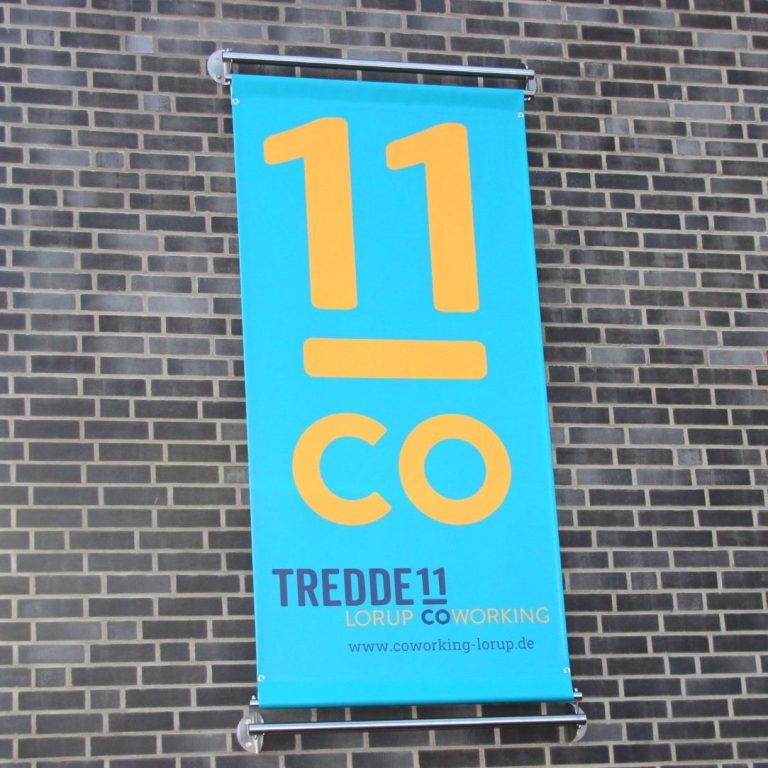 11
CO
TREDDE11
LORUP COWORKING
www.coworking-lorup.de